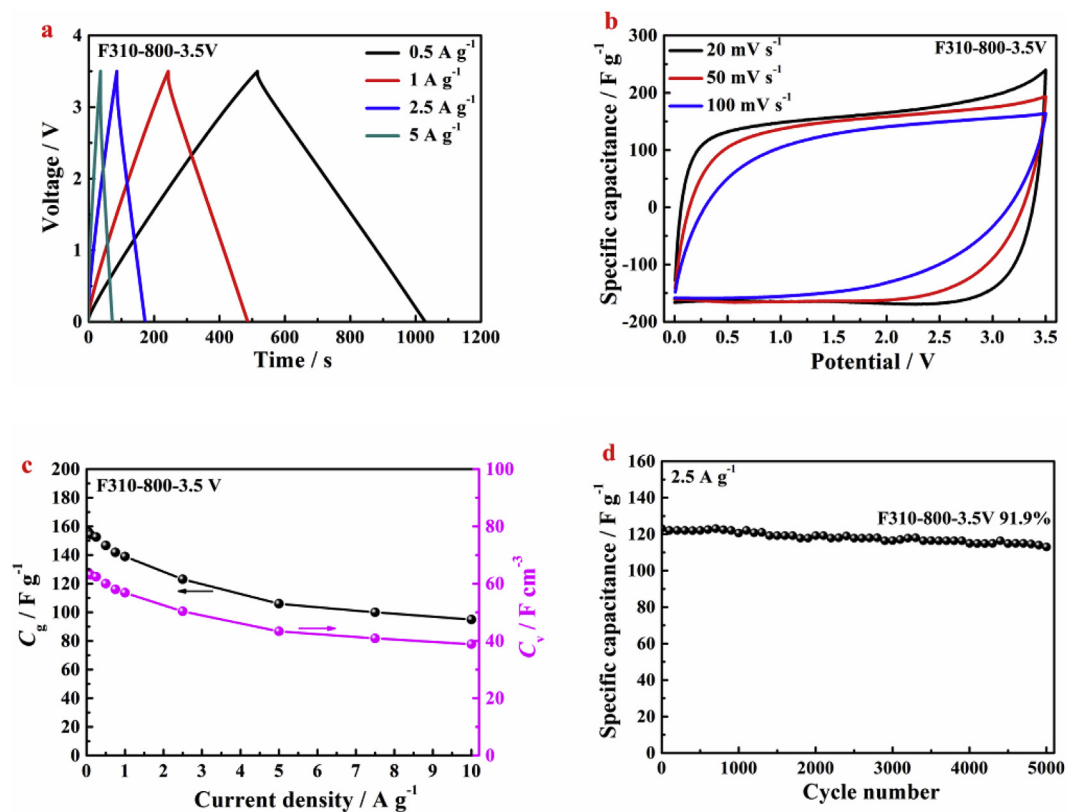 a
F310-800-3.5V
0.5 A g⁻¹
1 A g⁻¹
2.5 A g⁻¹
5 A g⁻¹
4
3
2
1
0
Voltage / V
0 200 400 600 800 1000 1200
Time / s
b
20 mV s⁻¹
50 mV s⁻¹
100 mV s⁻¹
F310-800-3.5V
300
200
100
0
-100
-200
Specific capacitance / F g⁻¹
0.0 0.5 1.0 1.5 2.0 2.5 3.0 3.5
Potential / V
c
F310-800-3.5 V
200
180
160
140
120
100
80
60
40
20
0
Cg / F g⁻¹
100
80
60
40
20
0
Cv / F cm⁻³
0 1 2 3 4 5 6 7 8 9 10
Current density / A g⁻¹
d
2.5 A g⁻¹
F310-800-3.5V 91.9%
160
140
120
100
80
60
40
20
0
Specific capacitance / F g⁻¹
0 1000 2000 3000 4000 5000
Cycle number